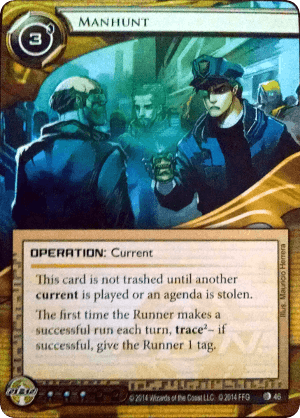 3
MANHUNT
OPERATION: Current
This card is not trashed until another
current is played or an agenda is stolen.
The first time the Runner makes a
successful run each turn, trace²– if
successful, give the Runner 1 tag.
Illus. Mauricio Herrera
© 2014 Wizards of the Coast LLC. © 2014 FFG
46